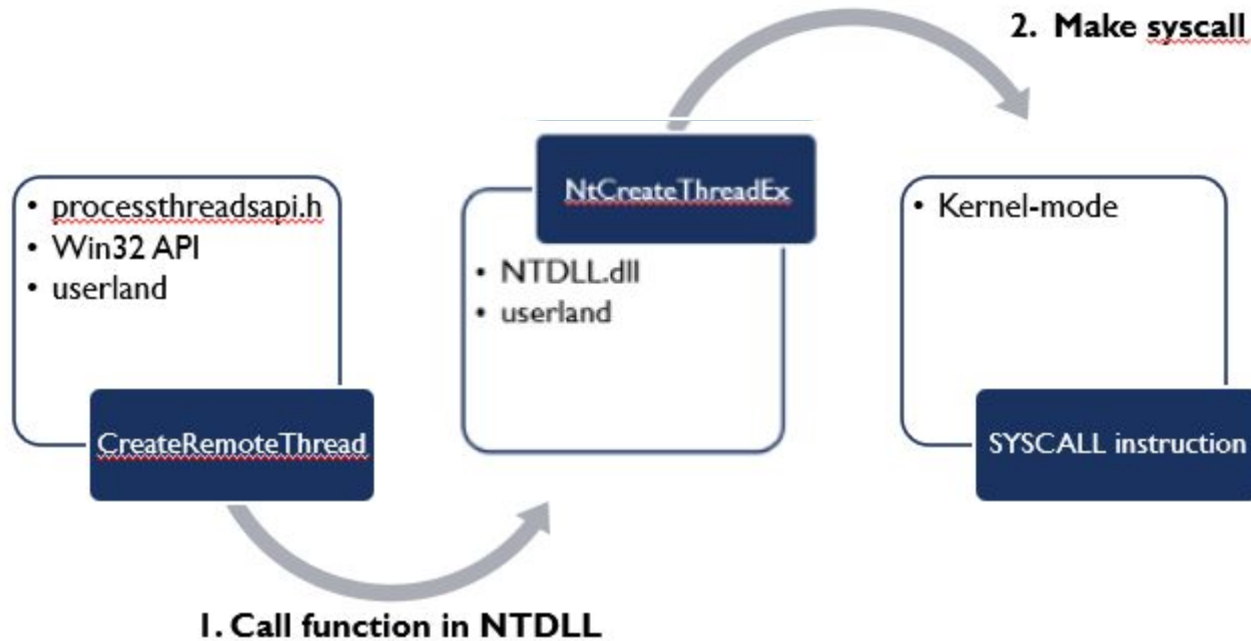 2. Make syscall
• processthreadsapi.h
• Win32 API
• userland
CreateRemoteThread
NtCreateThreadEx
• NTDLL.dll
• userland
• Kernel-mode
SYSCALL instruction
1. Call function in NTDLL